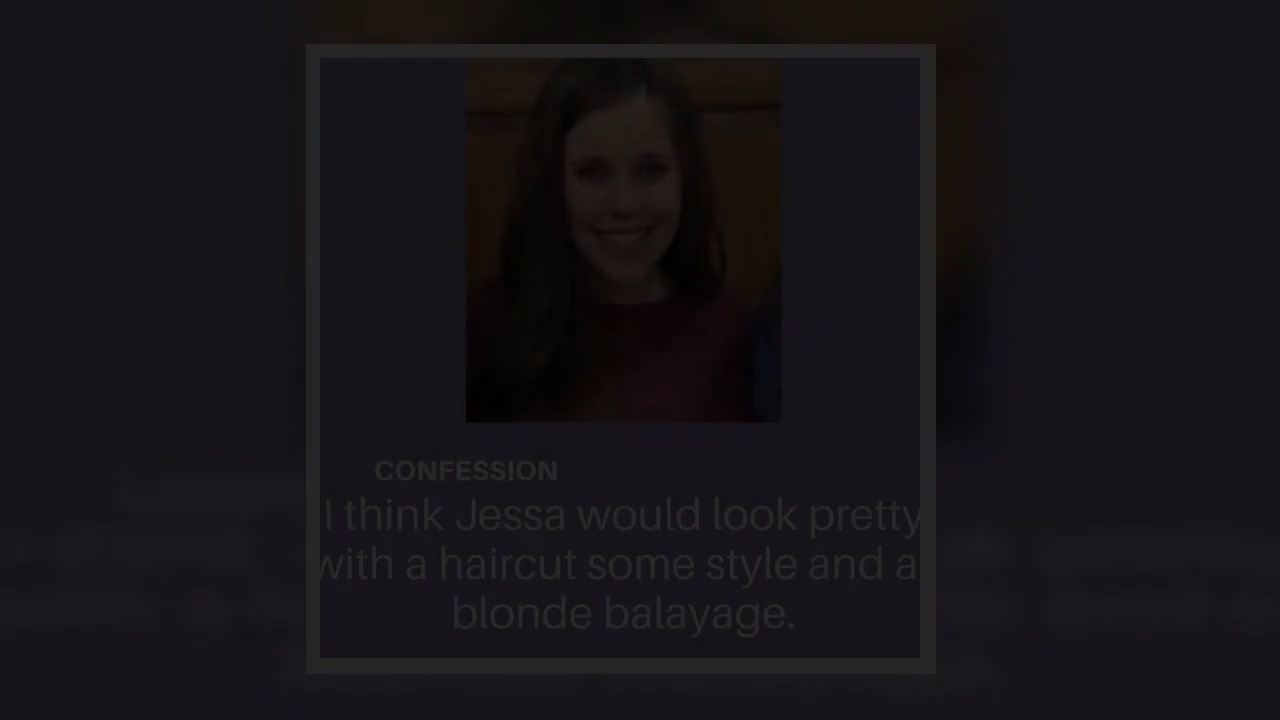 CONFESSION
I think Jessa would look pretty
with a haircut some style and a
blonde balayage.